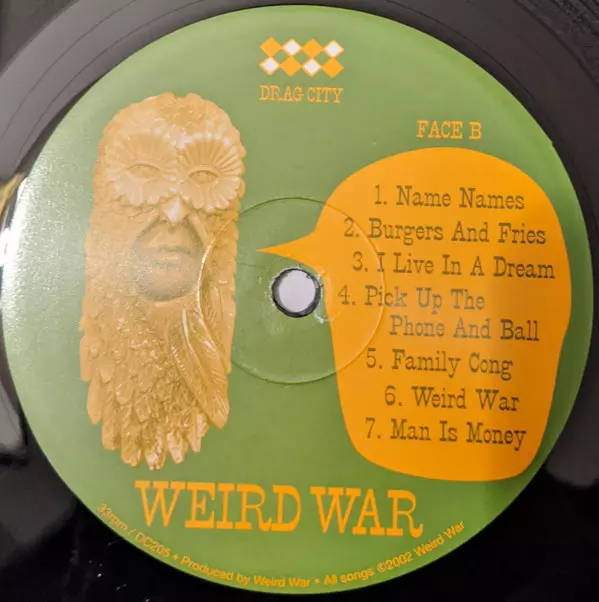 DRAG CITY
FACE B
1. Name Names
2. Burgers And Fries
3. I Live In A Dream
4. Pick Up The
Phone And Ball
5. Family Cong
6. Weird War
7. Man Is Money
WEIRD WAR
33rpm / DC205 • Produced by Weird War • All songs ©2002 Weird War